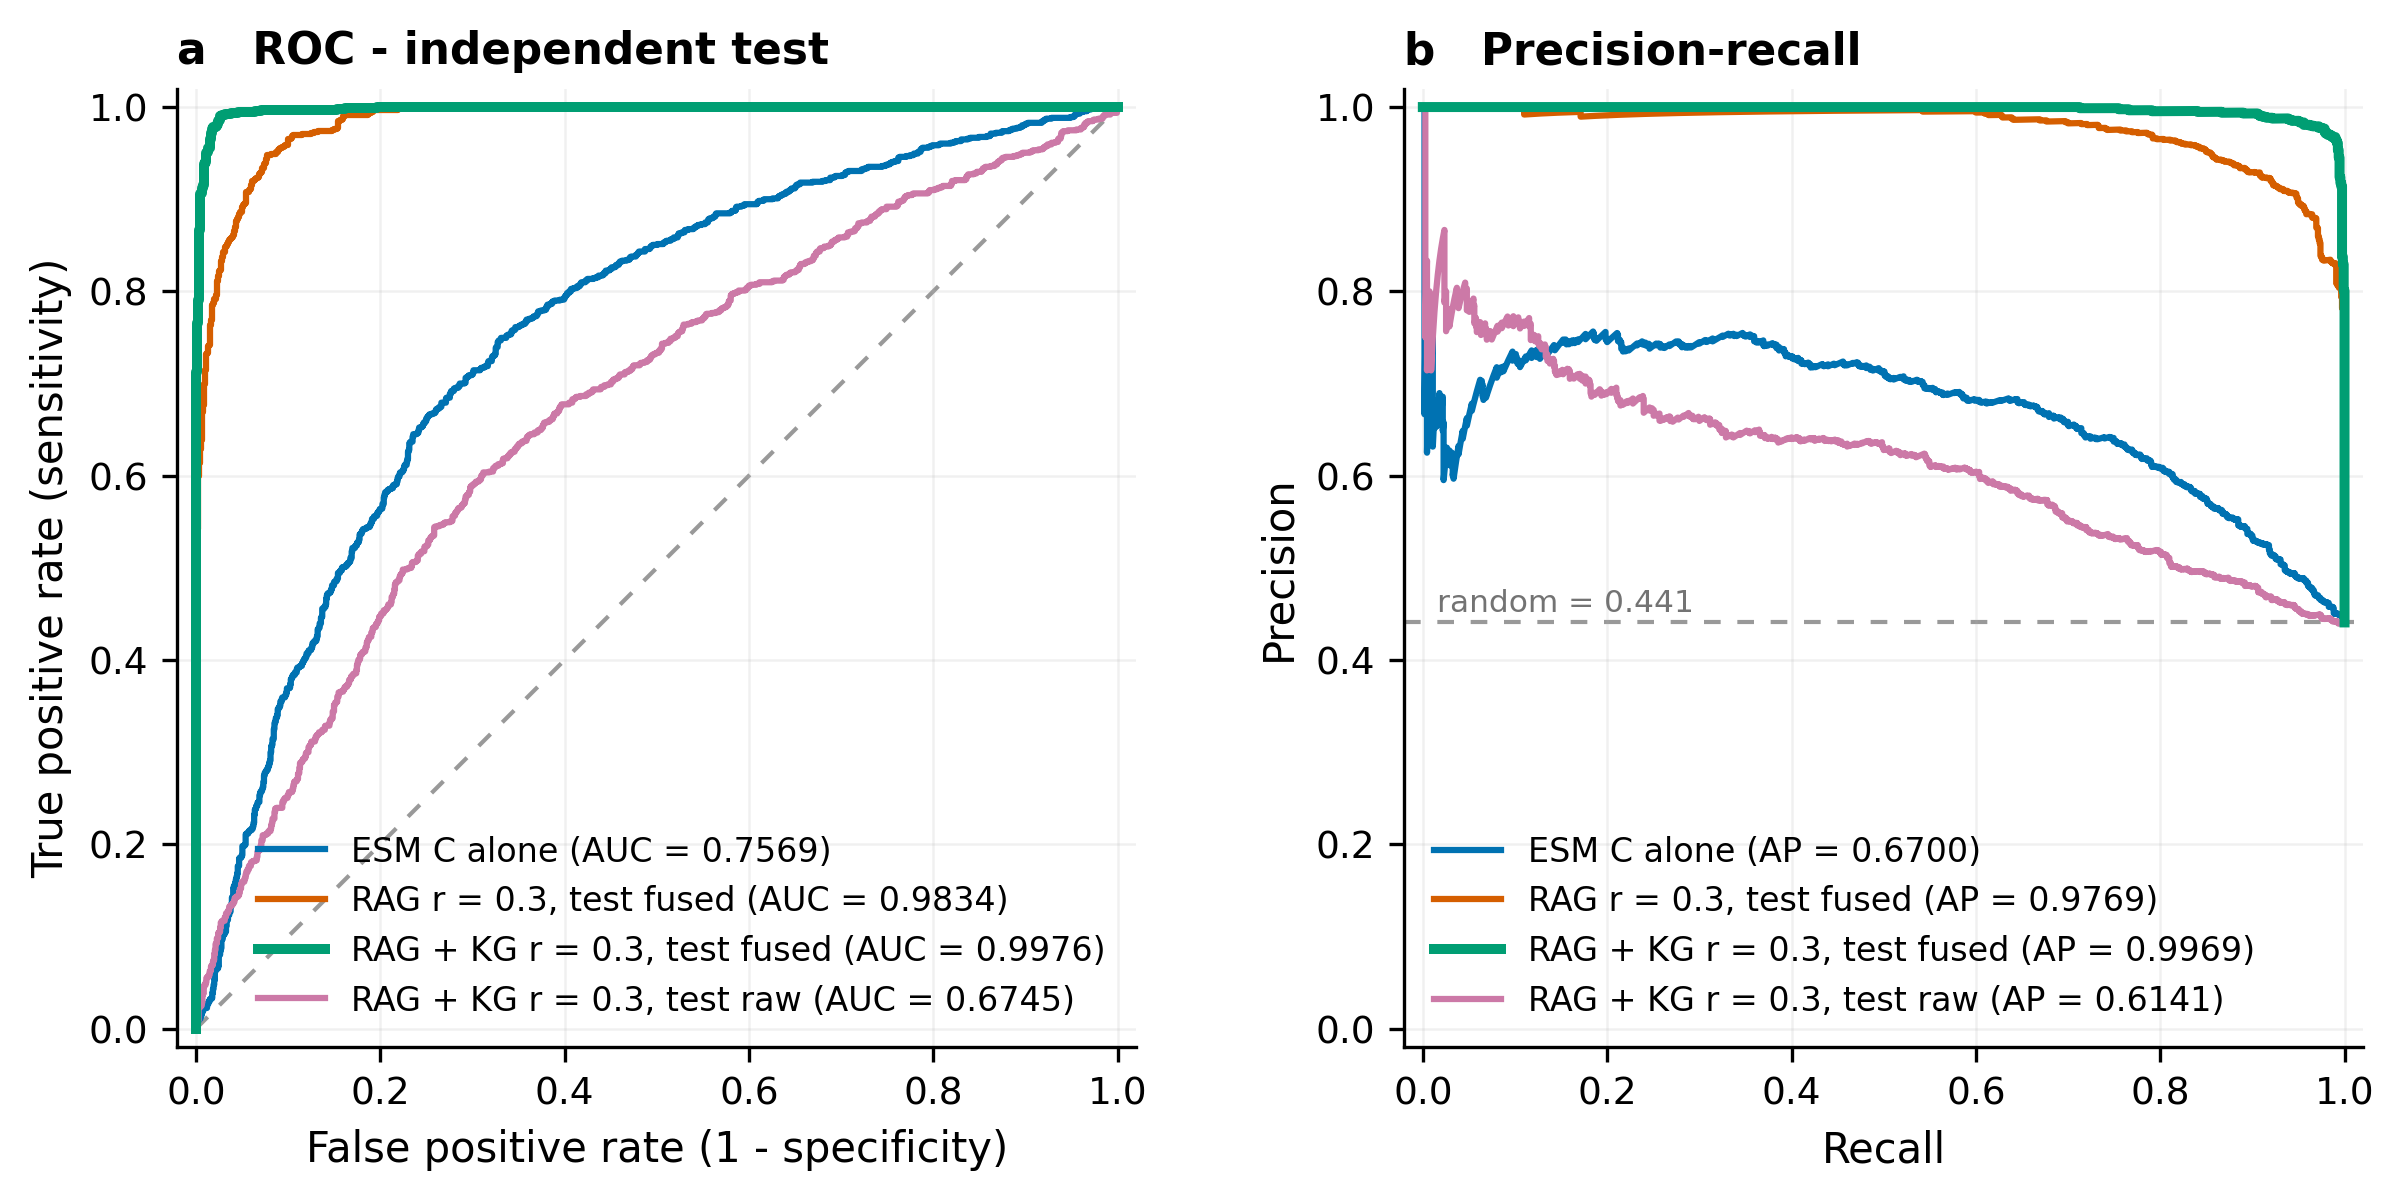 a ROC - independent test
True positive rate (sensitivity)
1.0
0.8
0.6
0.4
0.2
0.0
ESM C alone (AUC = 0.7569)
RAG r = 0.3, test fused (AUC = 0.9834)
RAG + KG r = 0.3, test fused (AUC = 0.9976)
RAG + KG r = 0.3, test raw (AUC = 0.6745)
0.0 0.2 0.4 0.6 0.8 1.0
False positive rate (1 - specificity)
b Precision-recall
Precision
1.0
0.8
0.6
0.4
0.2
0.0
random = 0.441
ESM C alone (AP = 0.6700)
RAG r = 0.3, test fused (AP = 0.9769)
RAG + KG r = 0.3, test fused (AP = 0.9969)
RAG + KG r = 0.3, test raw (AP = 0.6141)
0.0 0.2 0.4 0.6 0.8 1.0
Recall